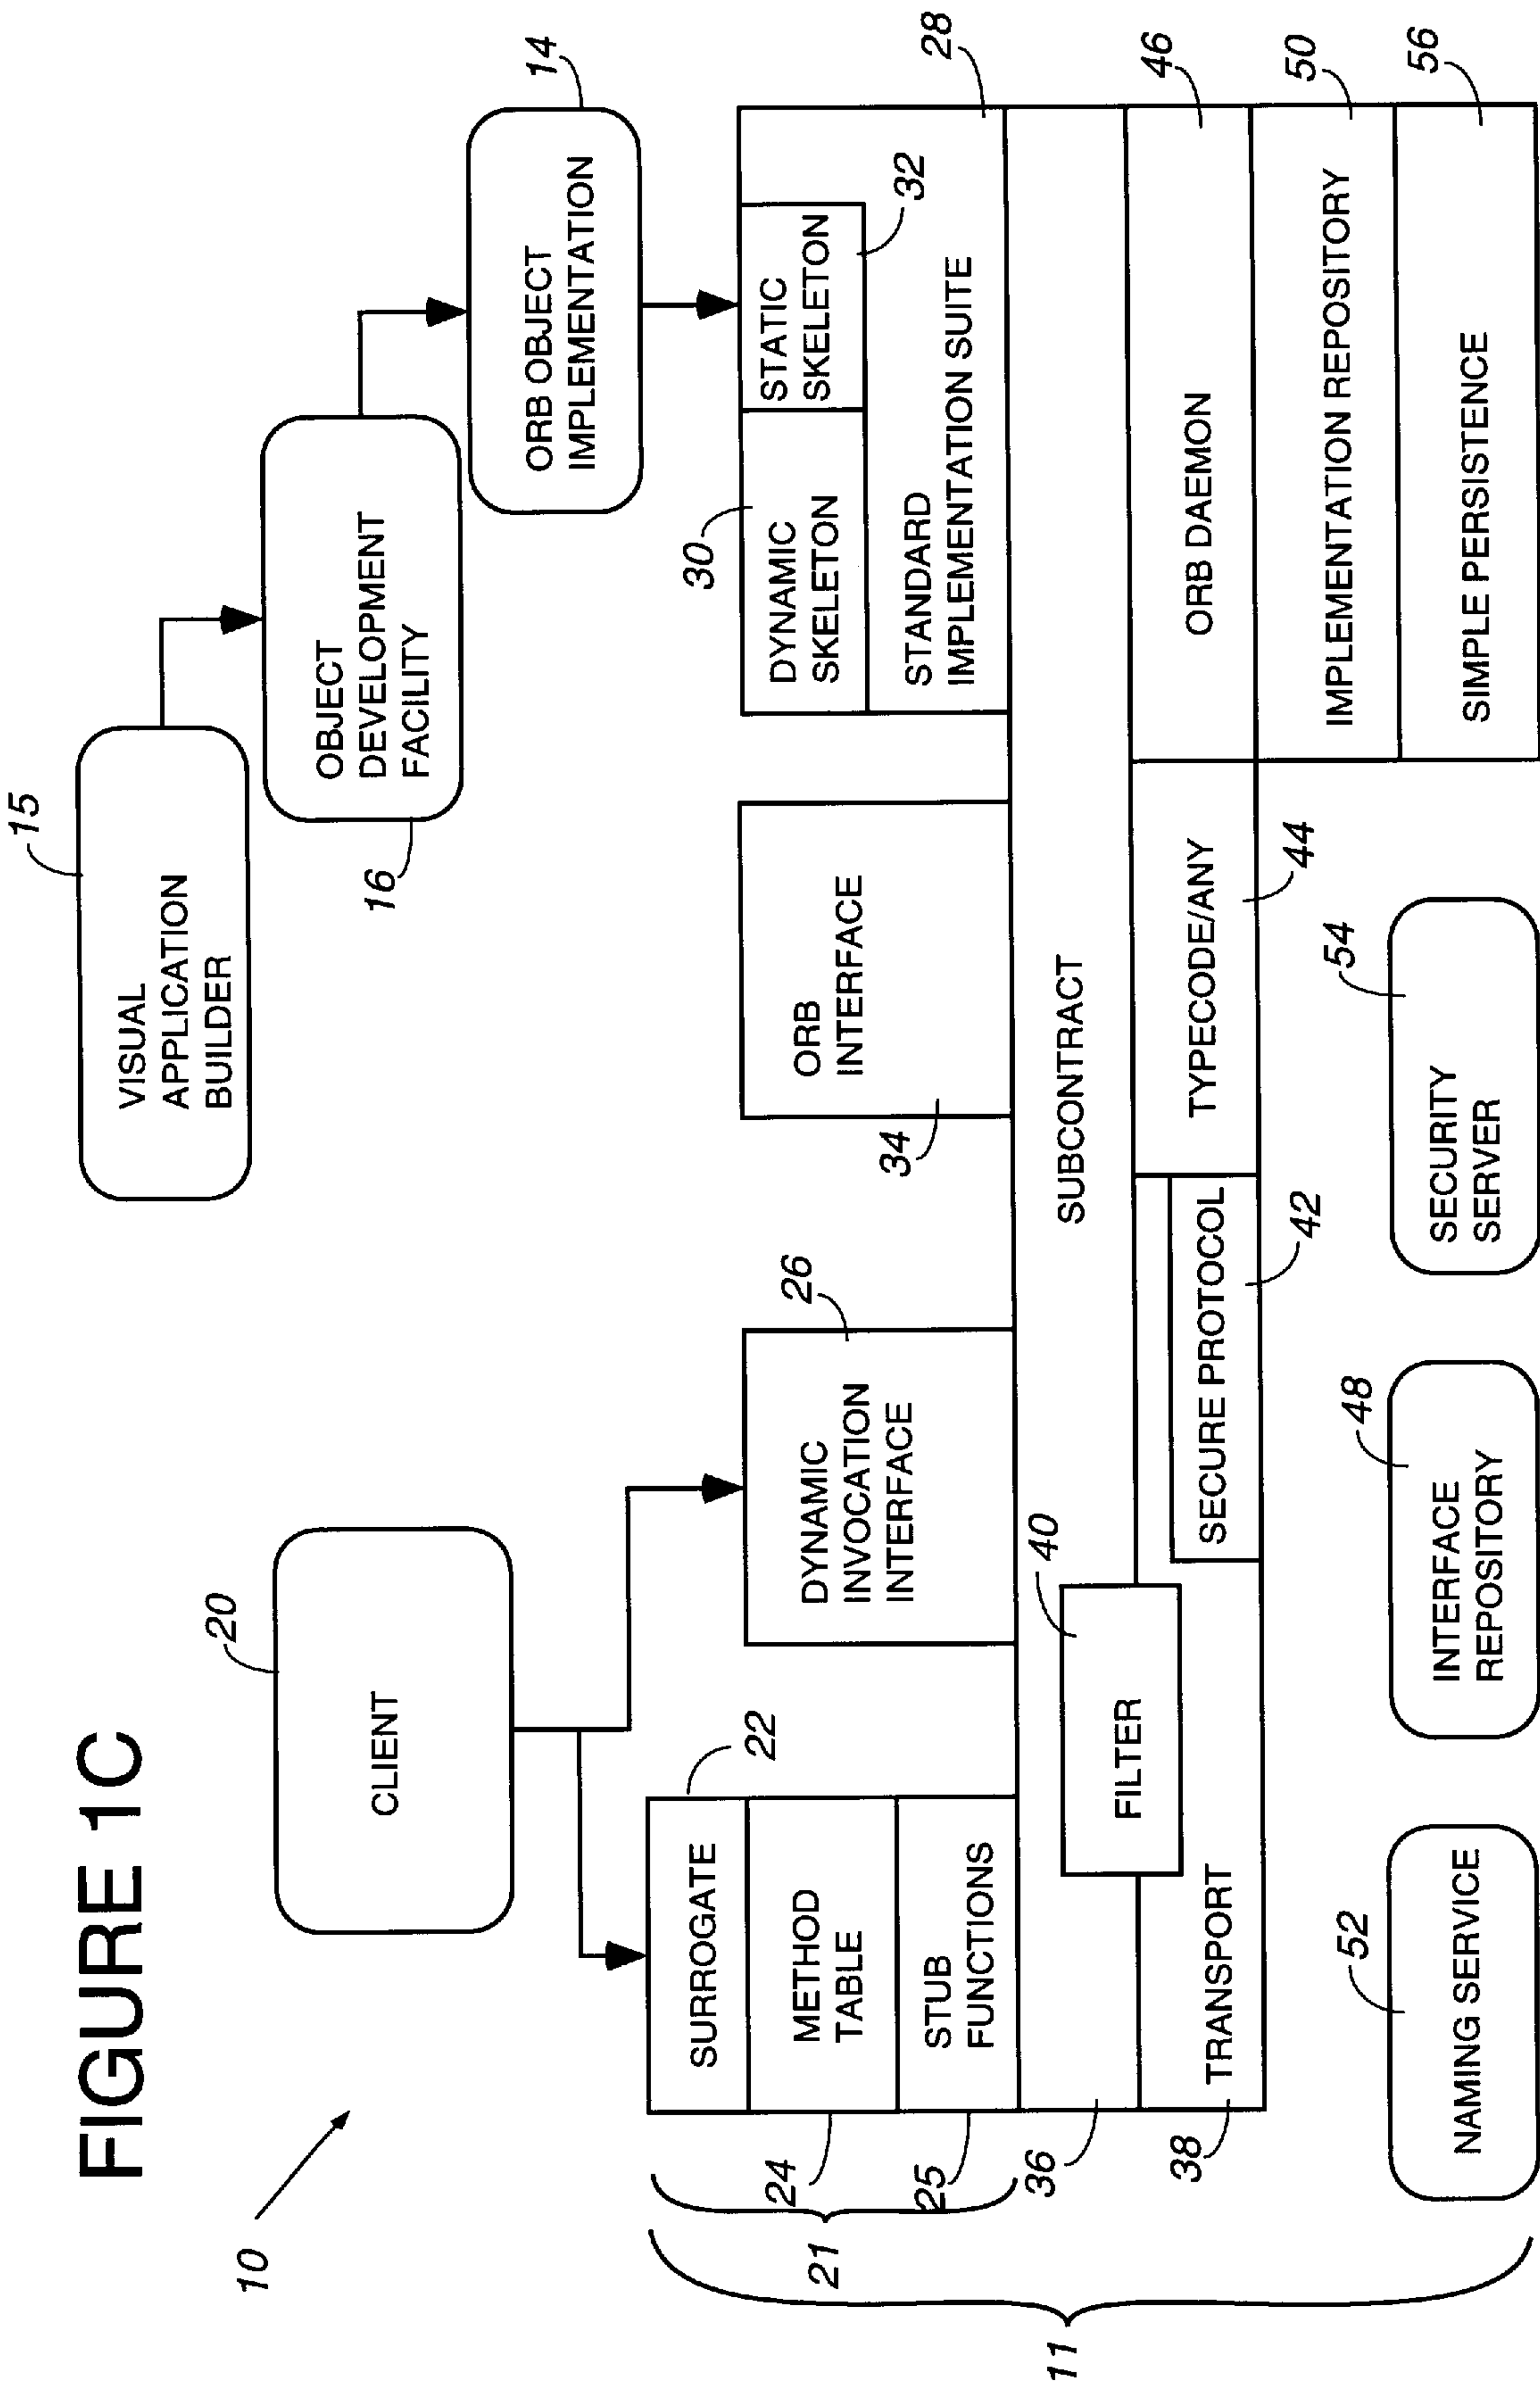 FIGURE 1C
10
15
VISUAL
APPLICATION
BUILDER
20
CLIENT
16
OBJECT
DEVELOPMENT
FACILITY
14
ORB OBJECT
IMPLEMENTATION
22
SURROGATE
24
METHOD
TABLE
25
STUB
FUNCTIONS
21
26
DYNAMIC
INVOCATION
INTERFACE
34
ORB
INTERFACE
30
DYNAMIC
SKELETON
STATIC
SKELETON
32
STANDARD
IMPLEMENTATION SUITE
28
36
SUBCONTRACT
40
FILTER
38
TRANSPORT
SECURE PROTOCOL
42
TYPECODE/ANY
44
ORB DAEMON
46
IMPLEMENTATION REPOSITORY
50
SIMPLE PERSISTENCE
56
11
52
NAMING SERVICE
48
INTERFACE
REPOSITORY
54
SECURITY
SERVER